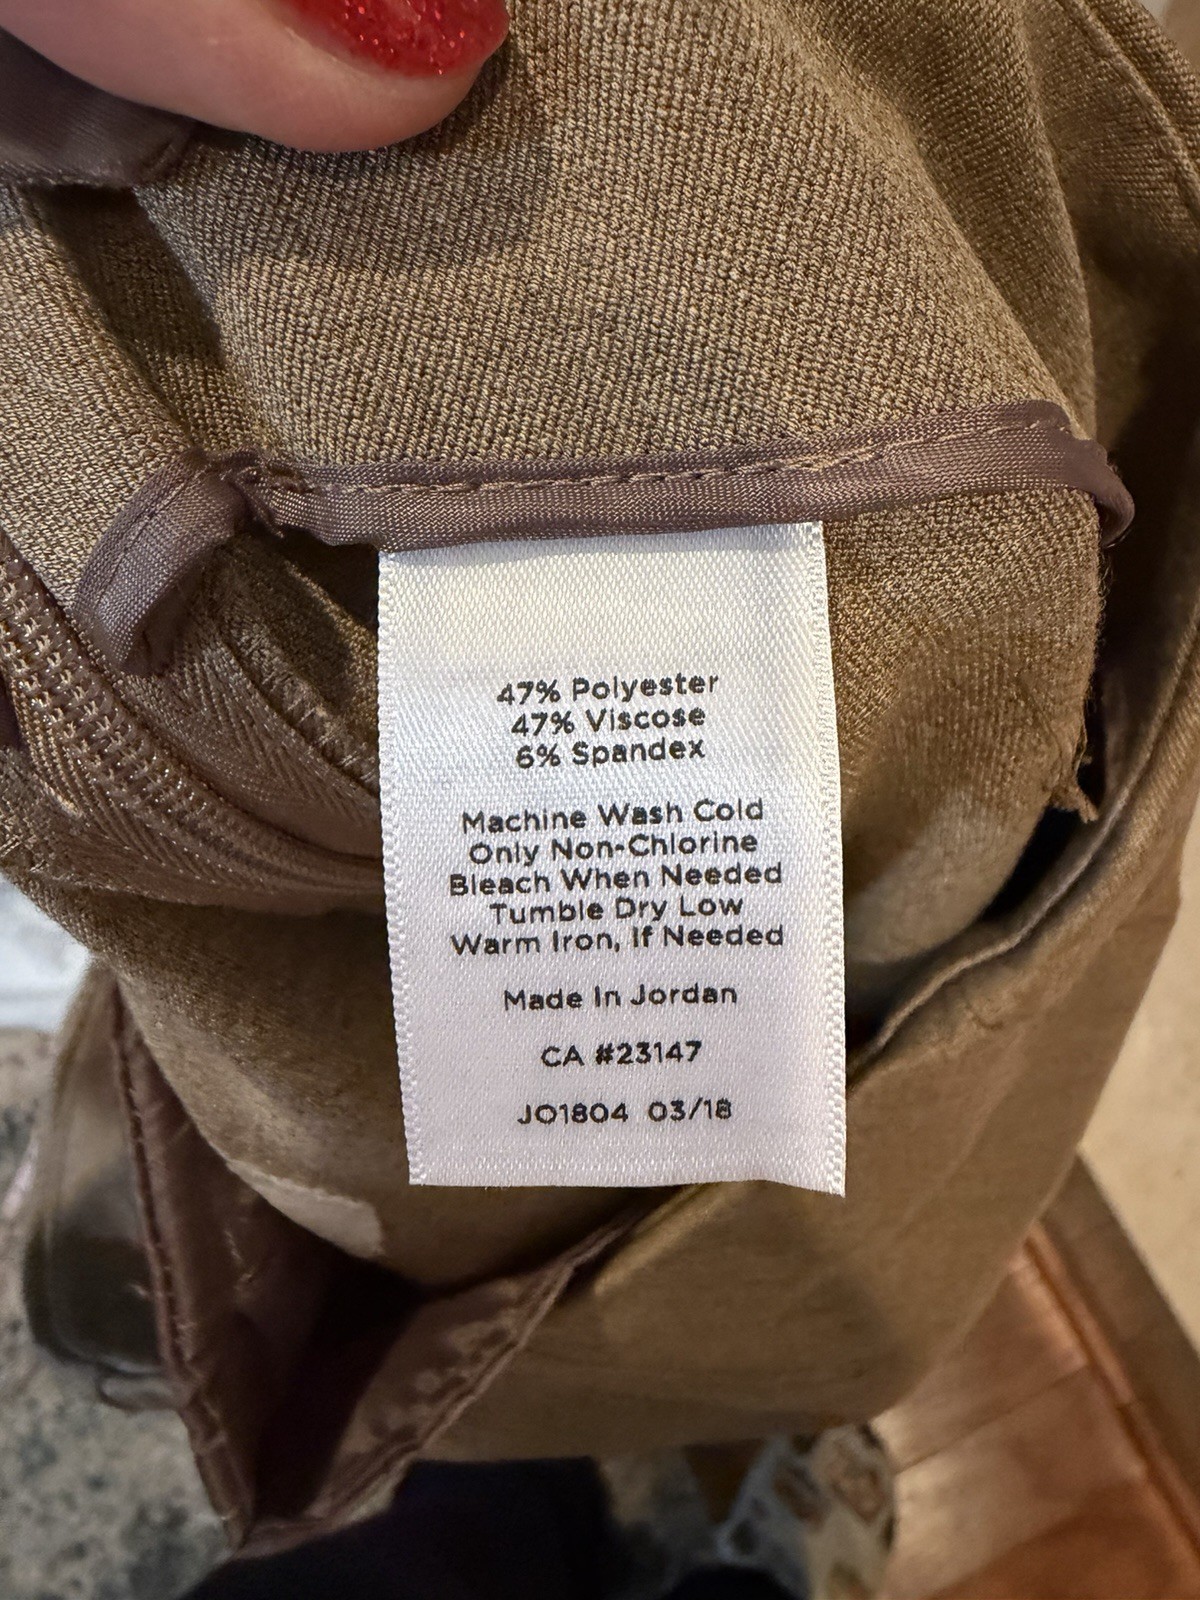 47% Polyester
47% Viscose
6% Spandex
Machine Wash Cold
Only Non-Chlorine
Bleach When Needed
Tumble Dry Low
Warm Iron, If Needed
Made In Jordan
CA #23147
JO1804 03/18